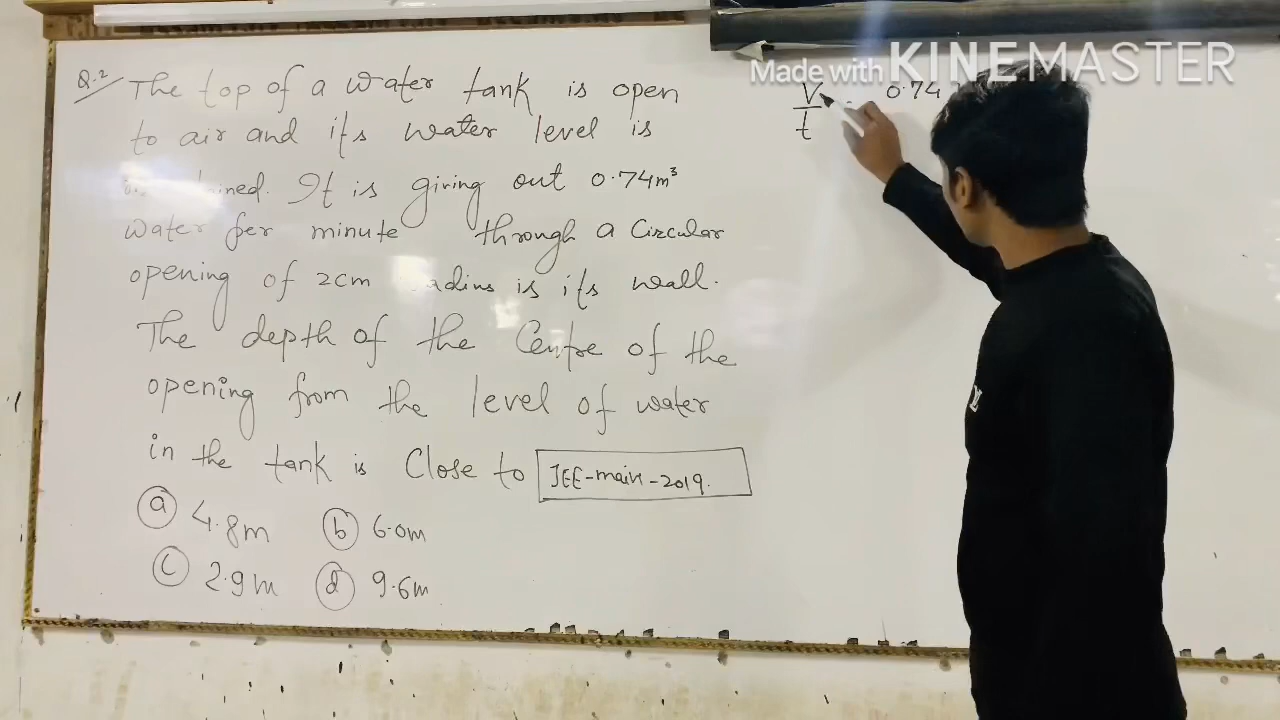 Made with KINEMASTER
Q.2 The top of a water tank is open
to air and its water level is
It is giving out 0.74m³
water per minute through a circular
opening of 2cm is its wall.
The depth of the Centre of the
opening from the level of water
in the tank is Close to JEE-main-2019.
(a) 4.8m (b) 6.0m
(c) 2.9m (d) 9.6m
V/t = 0.74